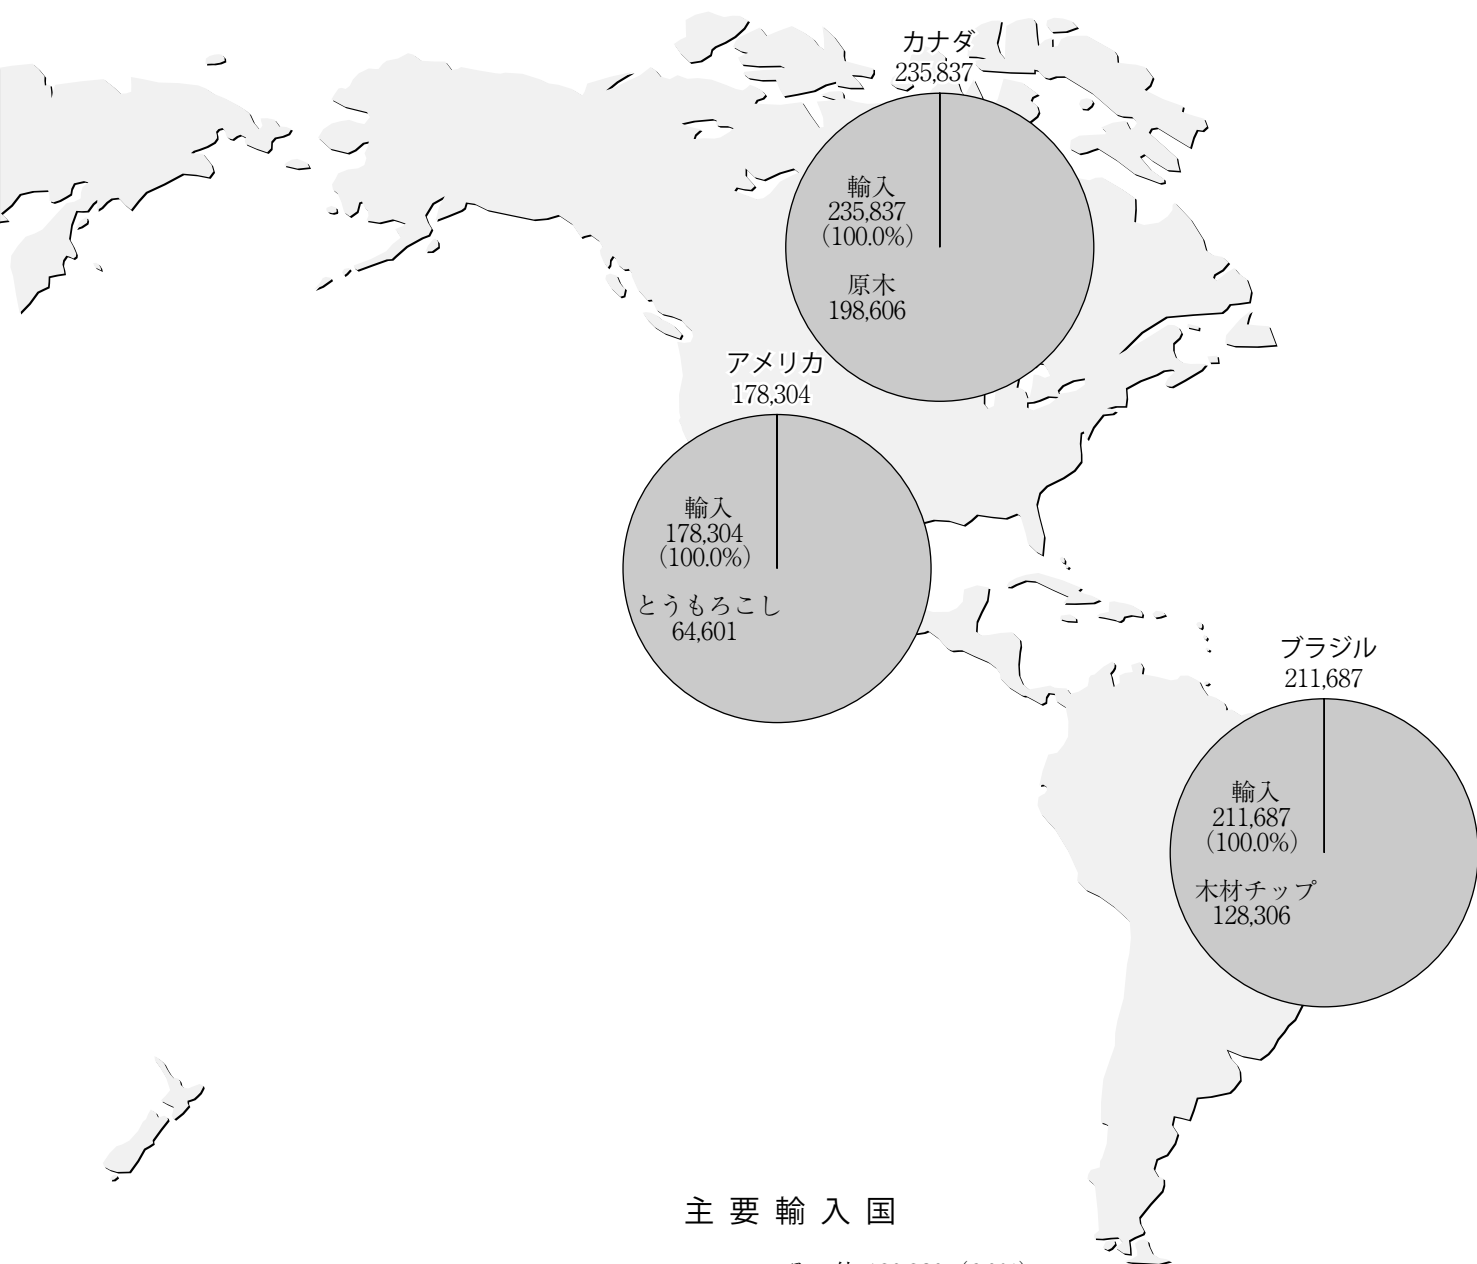 カナダ
235,837
輸入
235,837
(100.0%)
原木
198,606
アメリカ
178,304
輸入
178,304
(100.0%)
とうもろこし
64,601
ブラジル
211,687
輸入
211,687
(100.0%)
木材チップ
128,306
主要輸入国